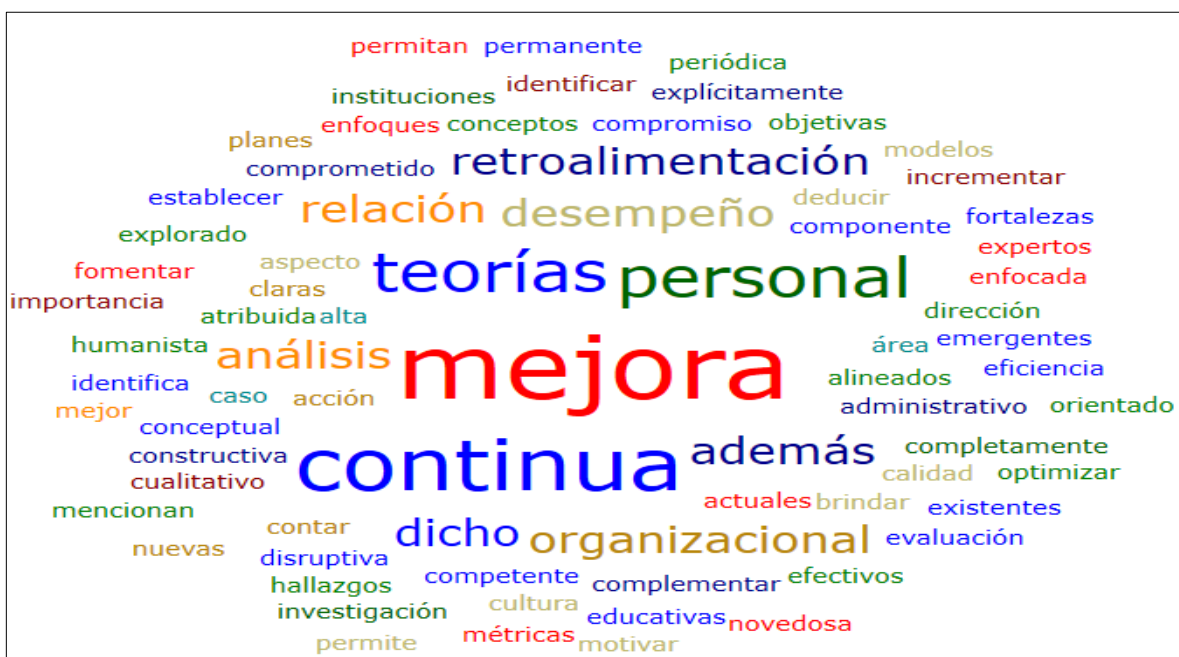 permitan permanente
periódica
instituciones identificar explícitamente
enfoques conceptos compromiso objetivas
planes
comprometido retroalimentación modelos
incrementar
establecer relación desempeño deducir
componente fortalezas
explorado
fomentar aspecto teorías personal expertos
claras enfocada
importancia
atribuida alta dirección
humanista análisis mejora área emergentes
identifica caso acción alineados eficiencia
mejor administrativo orientado
conceptual
constructiva continua además completamente
cualitativo calidad optimizar
mencionan actuales brindar existentes
contar dicho organizacional evaluación
nuevas disruptiva
hallazgos competente complementar efectivos
investigación cultura educativas novedosa
permite métricas motivar